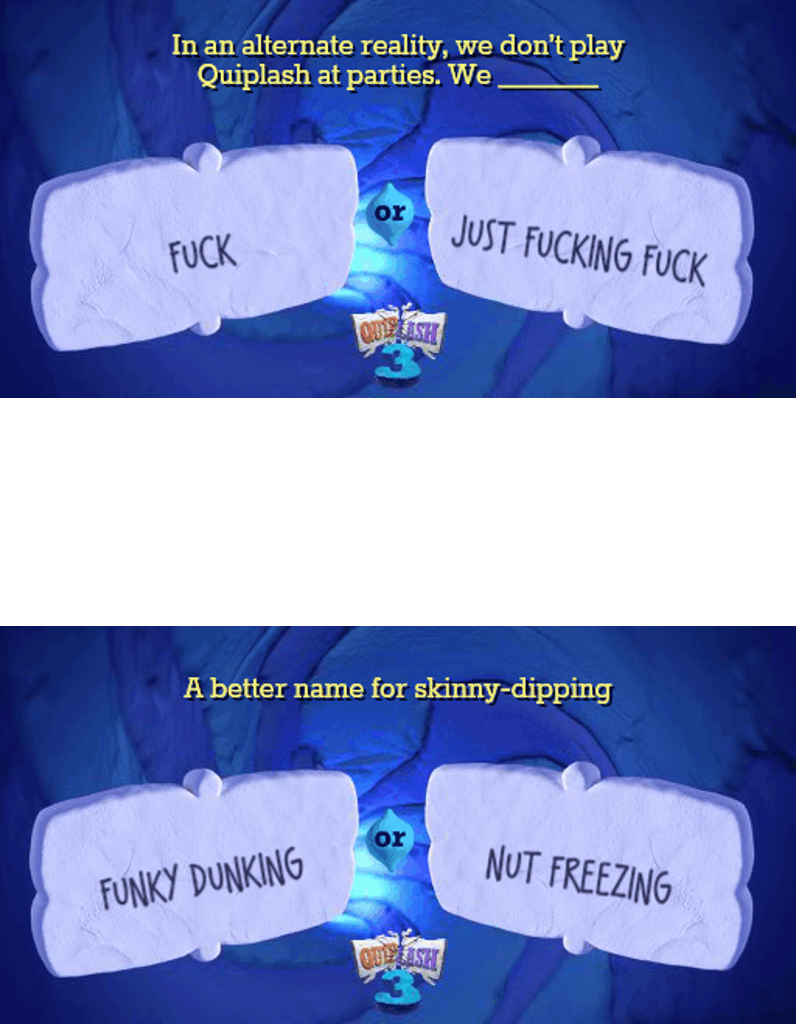 In an alternate reality, we don't play
Quiplash at parties. We ________
FUCK
or
JUST FUCKING FUCK
QUIPLASH
3
A better name for skinny-dipping
FUNKY DUNKING
or
NUT FREEZING
QUIPLASH
3